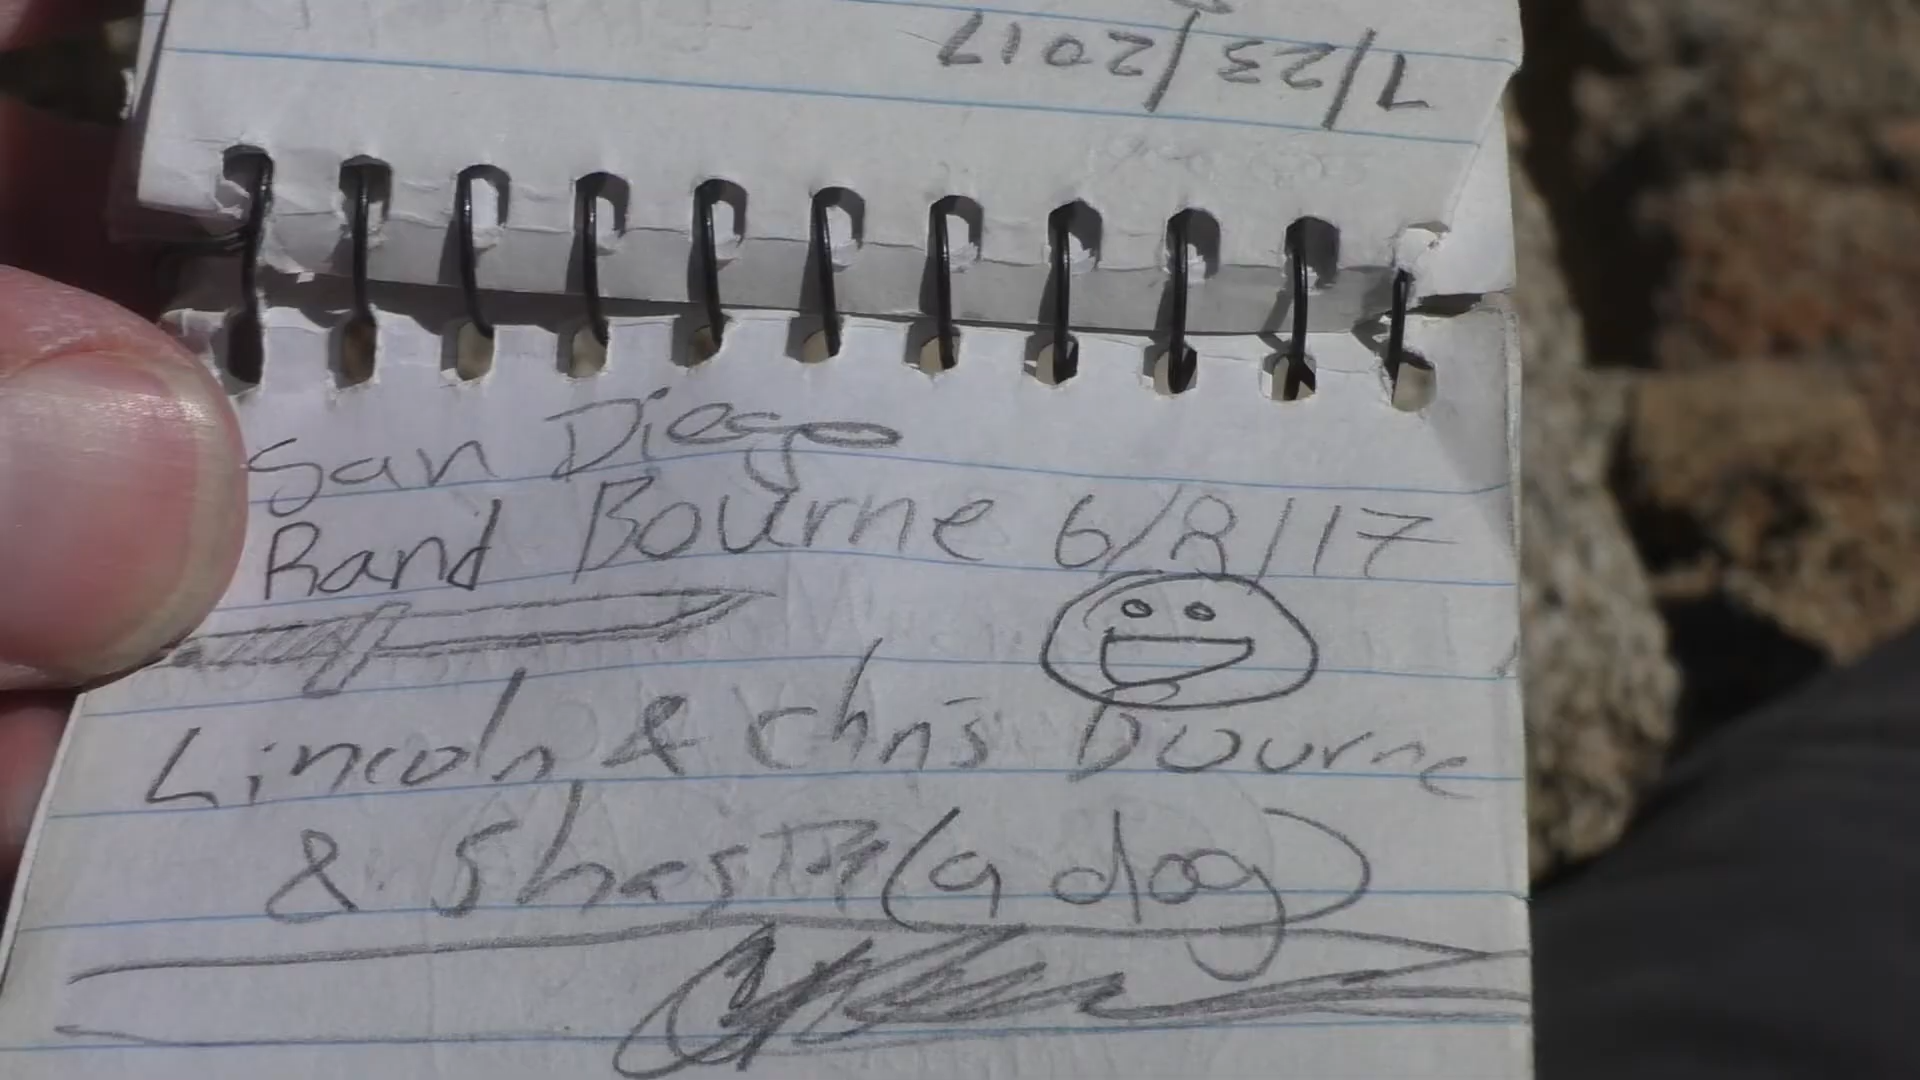 7/23/2017
San Diego
Rand Bourne 6/8/17
Lincoln & Chris Bourne
& Shasta (a dog)